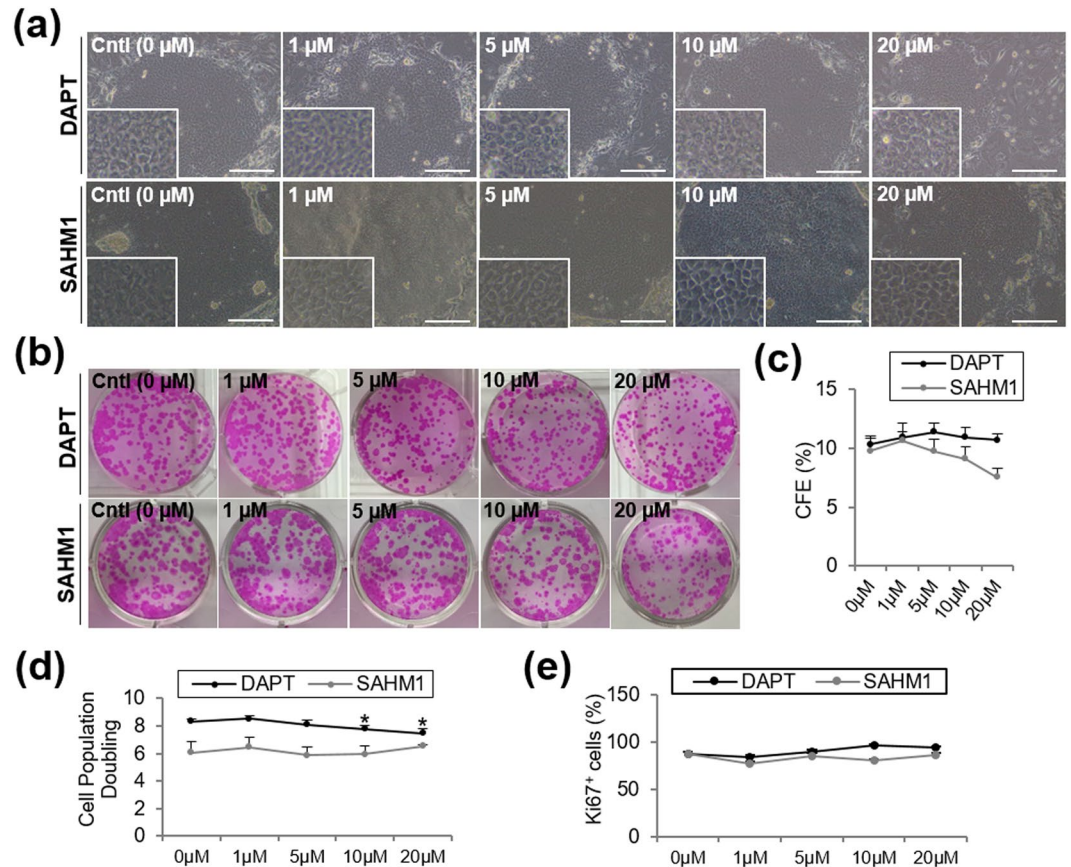 (a)
DAPT
Cntl (0 µM)
1 µM
5 µM
10 µM
20 µM
SAHM1
Cntl (0 µM)
1 µM
5 µM
10 µM
20 µM
(b)
DAPT
Cntl (0 µM)
1 µM
5 µM
10 µM
20 µM
SAHM1
Cntl (0 µM)
1 µM
5 µM
10 µM
20 µM
(c)
DAPT
SAHM1
CFE (%)
15
10
5
0
0µM
1µM
5µM
10µM
20µM
(d)
DAPT
SAHM1
Cell Population
Doubling
10
8
6
4
2
0
* *
0µM 1µM 5µM 10µM 20µM
(e)
DAPT
SAHM1
Ki67⁺ cells (%)
150
100
50
0
0µM 1µM 5µM 10µM 20µM